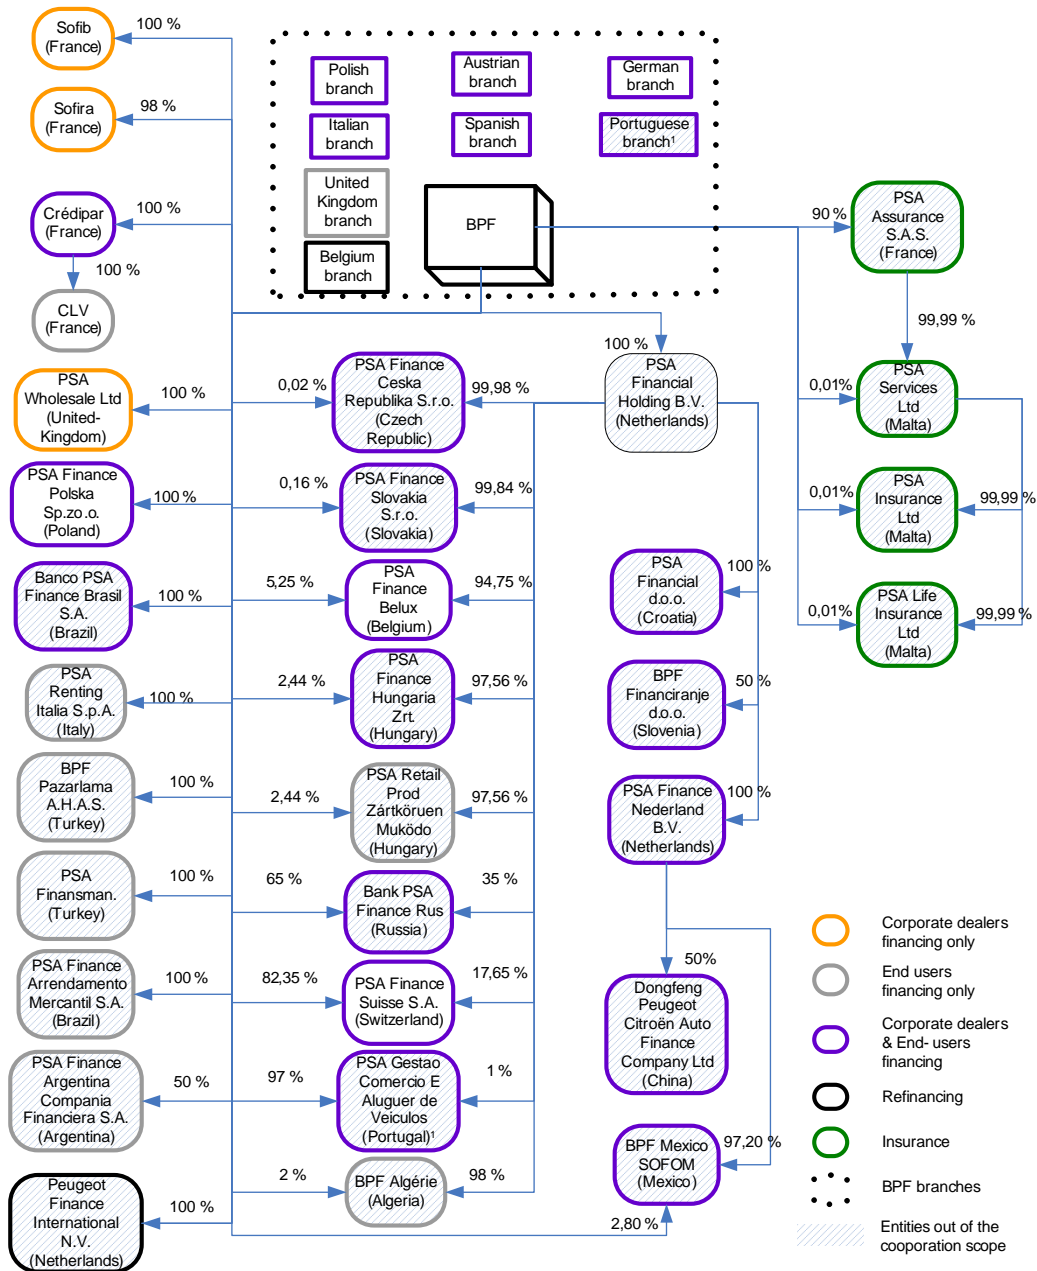 Sofib
(France)
100 %
Sofira
(France)
98 %
Crédipar
(France)
100 %
100 %
CLV
(France)
PSA
Wholesale Ltd
(United-
Kingdom)
100 %
PSA Finance
Polska
Sp.zo.o.
(Poland)
100 %
Banco PSA
Finance Brasil
S.A.
(Brazil)
100 %
PSA
Renting
Italia S.p.A.
(Italy)
100 %
BPF
Pazarlama
A.H.A.S.
(Turkey)
100 %
PSA
Finansman.
(Turkey)
100 %
PSA Finance
Arrendamento
Mercantil S.A.
(Brazil)
100 %
PSA Finance
Argentina
Compania
Financiera S.A.
(Argentina)
50 %
Peugeot
Finance
International
N.V.
(Netherlands)
100 %
Polish
branch
Austrian
branch
German
branch
Italian
branch
Spanish
branch
Portuguese
branch¹
United
Kingdom
branch
Belgium
branch
BPF
0,02 %
PSA Finance
Ceska
Republika S.r.o.
(Czech
Republic)
99,98 %
0,16 %
PSA Finance
Slovakia
S.r.o.
(Slovakia)
99,84 %
5,25 %
PSA
Finance
Belux
(Belgium)
94,75 %
2,44 %
PSA
Finance
Hungaria
Zrt.
(Hungary)
97,56 %
2,44 %
PSA Retail
Prod
Zártköruen
Muködo
(Hungary)
97,56 %
65 %
Bank PSA
Finance Rus
(Russia)
35 %
82,35 %
PSA Finance
Suisse S.A.
(Switzerland)
17,65 %
97 %
PSA Gestao
Comercio E
Aluguer de
Veiculos
(Portugal)¹
1 %
2 %
BPF Algérie
(Algeria)
98 %
100 %
PSA
Financial
Holding B.V.
(Netherlands)
PSA
Financial
d.o.o.
(Croatia)
100 %
BPF
Financiranje
d.o.o.
(Slovenia)
50 %
PSA Finance
Nederland
B.V.
(Netherlands)
100 %
50%
Dongfeng
Peugeot
Citroën Auto
Finance
Company Ltd
(China)
BPF Mexico
SOFOM
(Mexico)
97,20 %
2,80 %
90 %
PSA
Assurance
S.A.S.
(France)
99,99 %
0,01%
PSA
Services
Ltd
(Malta)
0,01%
PSA
Insurance
Ltd
(Malta)
99,99 %
0,01%
PSA Life
Insurance
Ltd
(Malta)
99,99 %
Corporate dealers
financing only
End users
financing only
Corporate dealers
& End- users
financing
Refinancing
Insurance
BPF branches
Entities out of the
cooporation scope